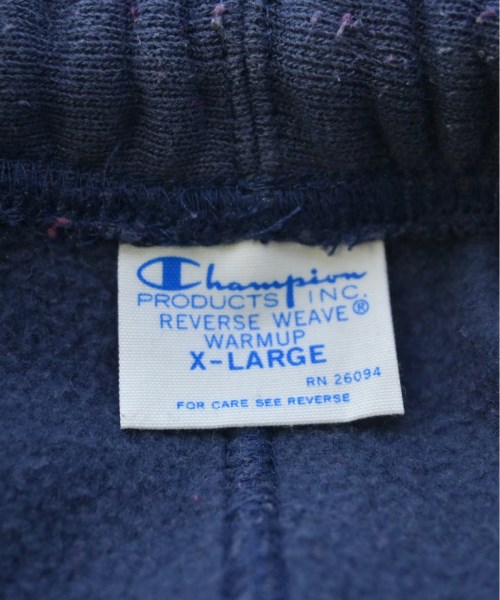 Champion
PRODUCTS INC.
REVERSE WEAVE®
WARMUP
X-LARGE
RN 26094
FOR CARE SEE REVERSE